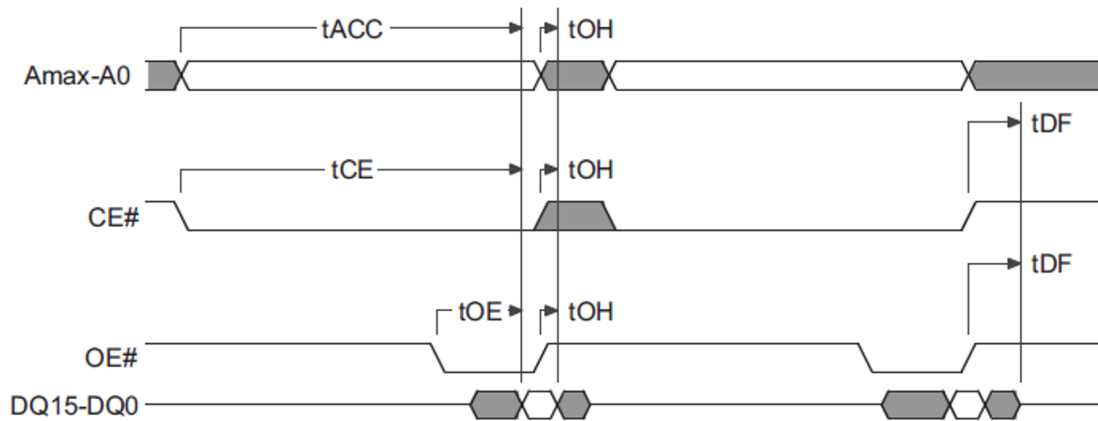 tACC tOH
Amax-A0
tDF
tCE tOH
CE#
tDF
tOE tOH
OE#
DQ15-DQ0